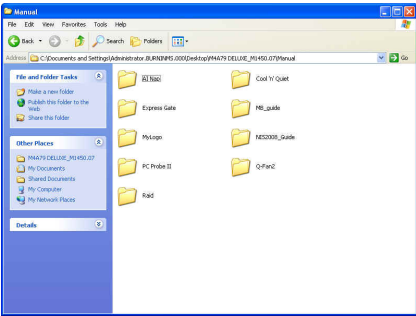 Manual
File Edit View Favorites Tools Help
Back Search Folders
Address C:\Documents and Settings\Administrator.BURNINMS.000\Desktop\M4A79 DELUXE_M1450.07\Manual Go
File and Folder Tasks
Make a new folder
Publish this folder to the
Web
Share this folder
Other Places
M4A79 DELUXE_M1450.07
My Documents
Shared Documents
My Computer
My Network Places
Details
AI Nap Cool 'n' Quiet
Express Gate MB_guide
MyLogo NIS2008_Guide
PC Probe II Q-Fan2
Raid